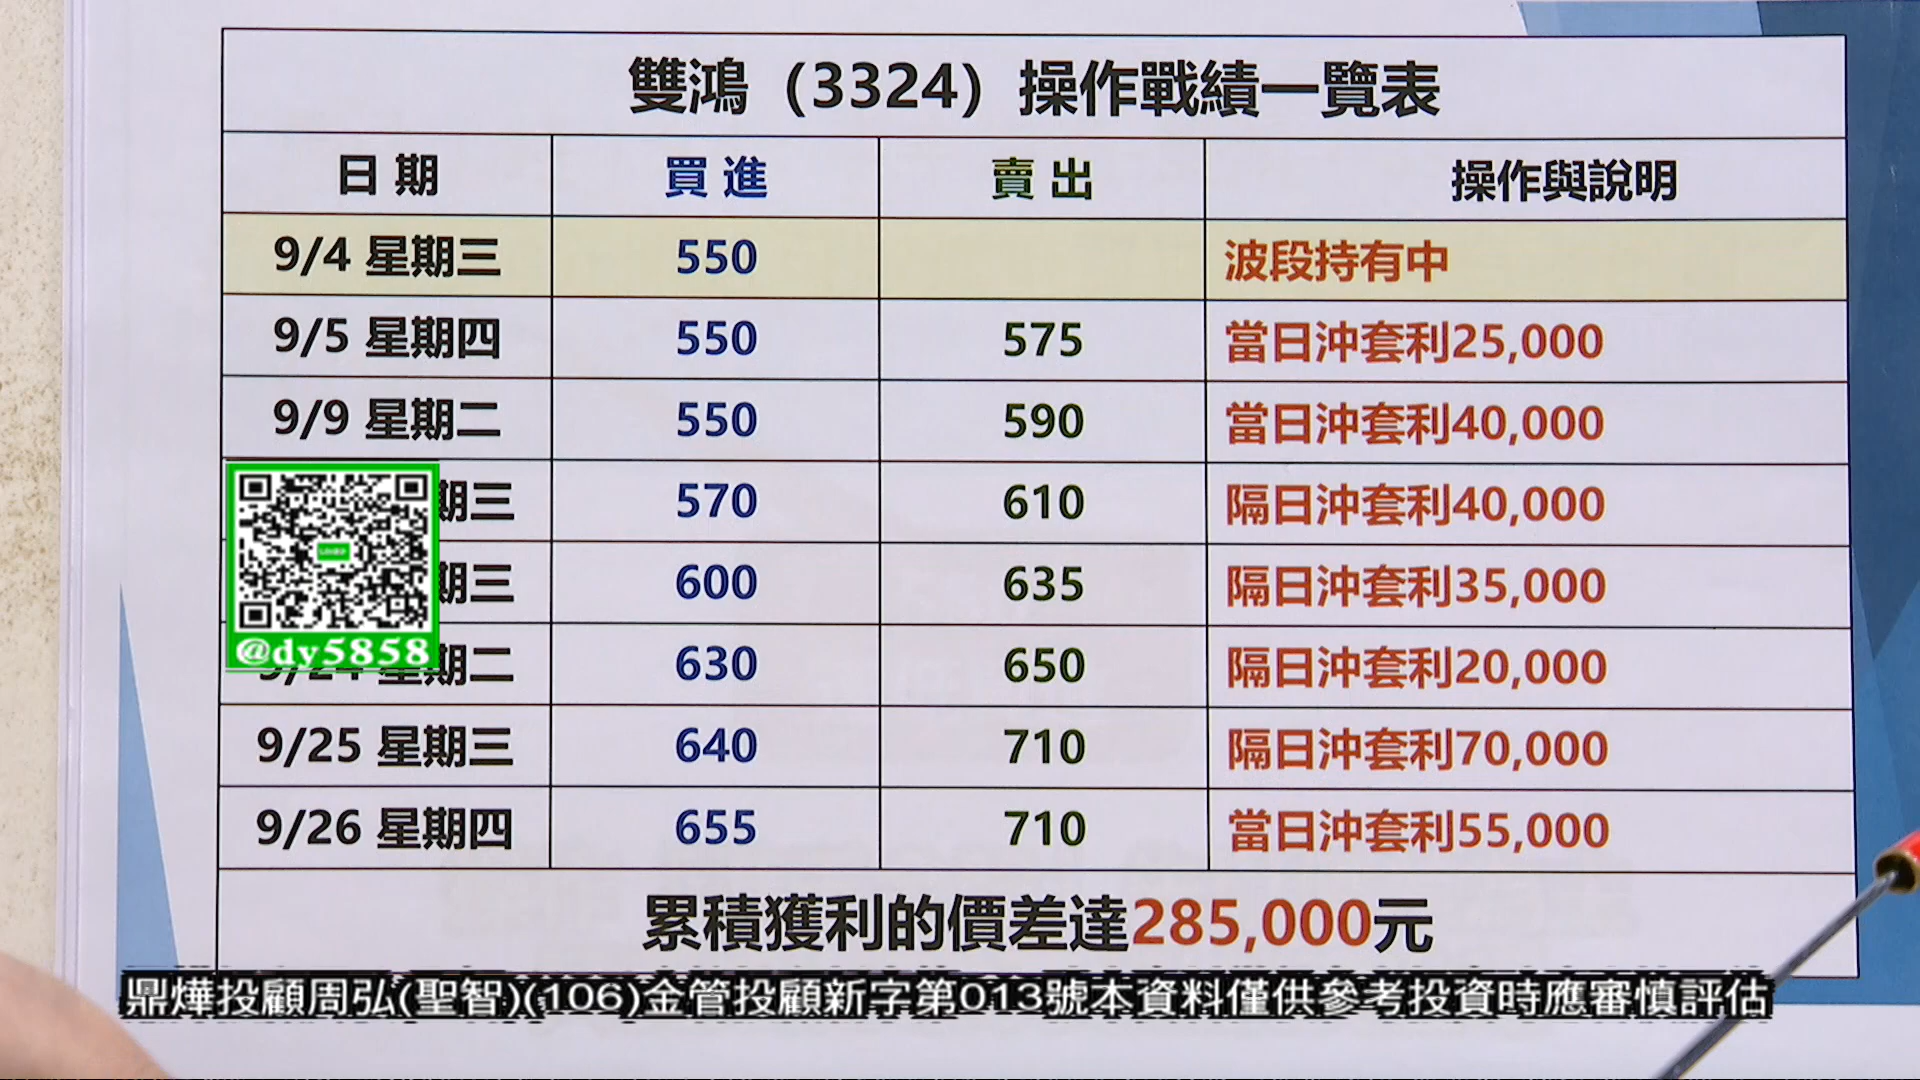 雙鴻（3324）操作戰績一覽表
日 期 買 進 賣 出 操作與說明
9/4 星期三 550 波段持有中
9/5 星期四 550 575 當日沖套利25,000
9/9 星期二 550 590 當日沖套利40,000
期三 570 610 隔日沖套利40,000
期三 600 635 隔日沖套利35,000
@dy5858
9/24 星期二 630 650 隔日沖套利20,000
9/25 星期三 640 710 隔日沖套利70,000
9/26 星期四 655 710 當日沖套利55,000
累積獲利的價差達285,000元
鼎燁投顧周弘(聖智)(106)金管投顧新字第013號本資料僅供參考投資時應審慎評估